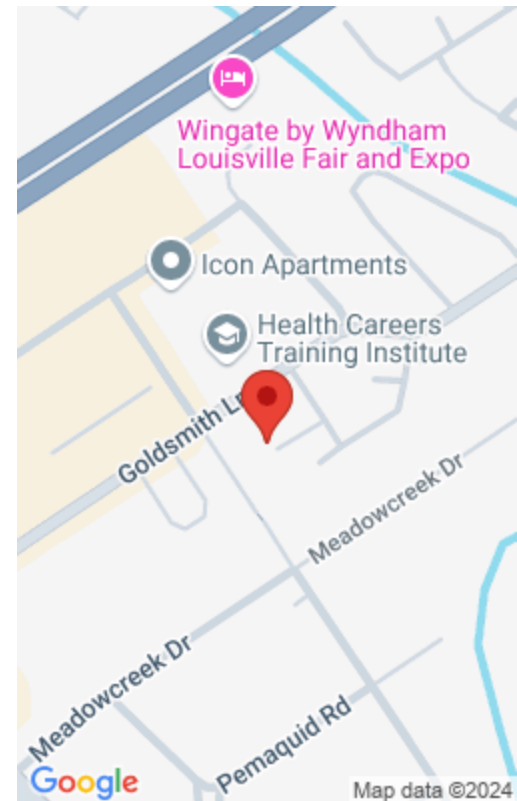 Wingate by Wyndham
Louisville Fair and Expo
Icon Apartments
Health Careers
Training Institute
Goldsmith Ln
Meadowcreek Dr
Meadowcreek Dr
Pemaquid Rd
Google
Map data ©2024